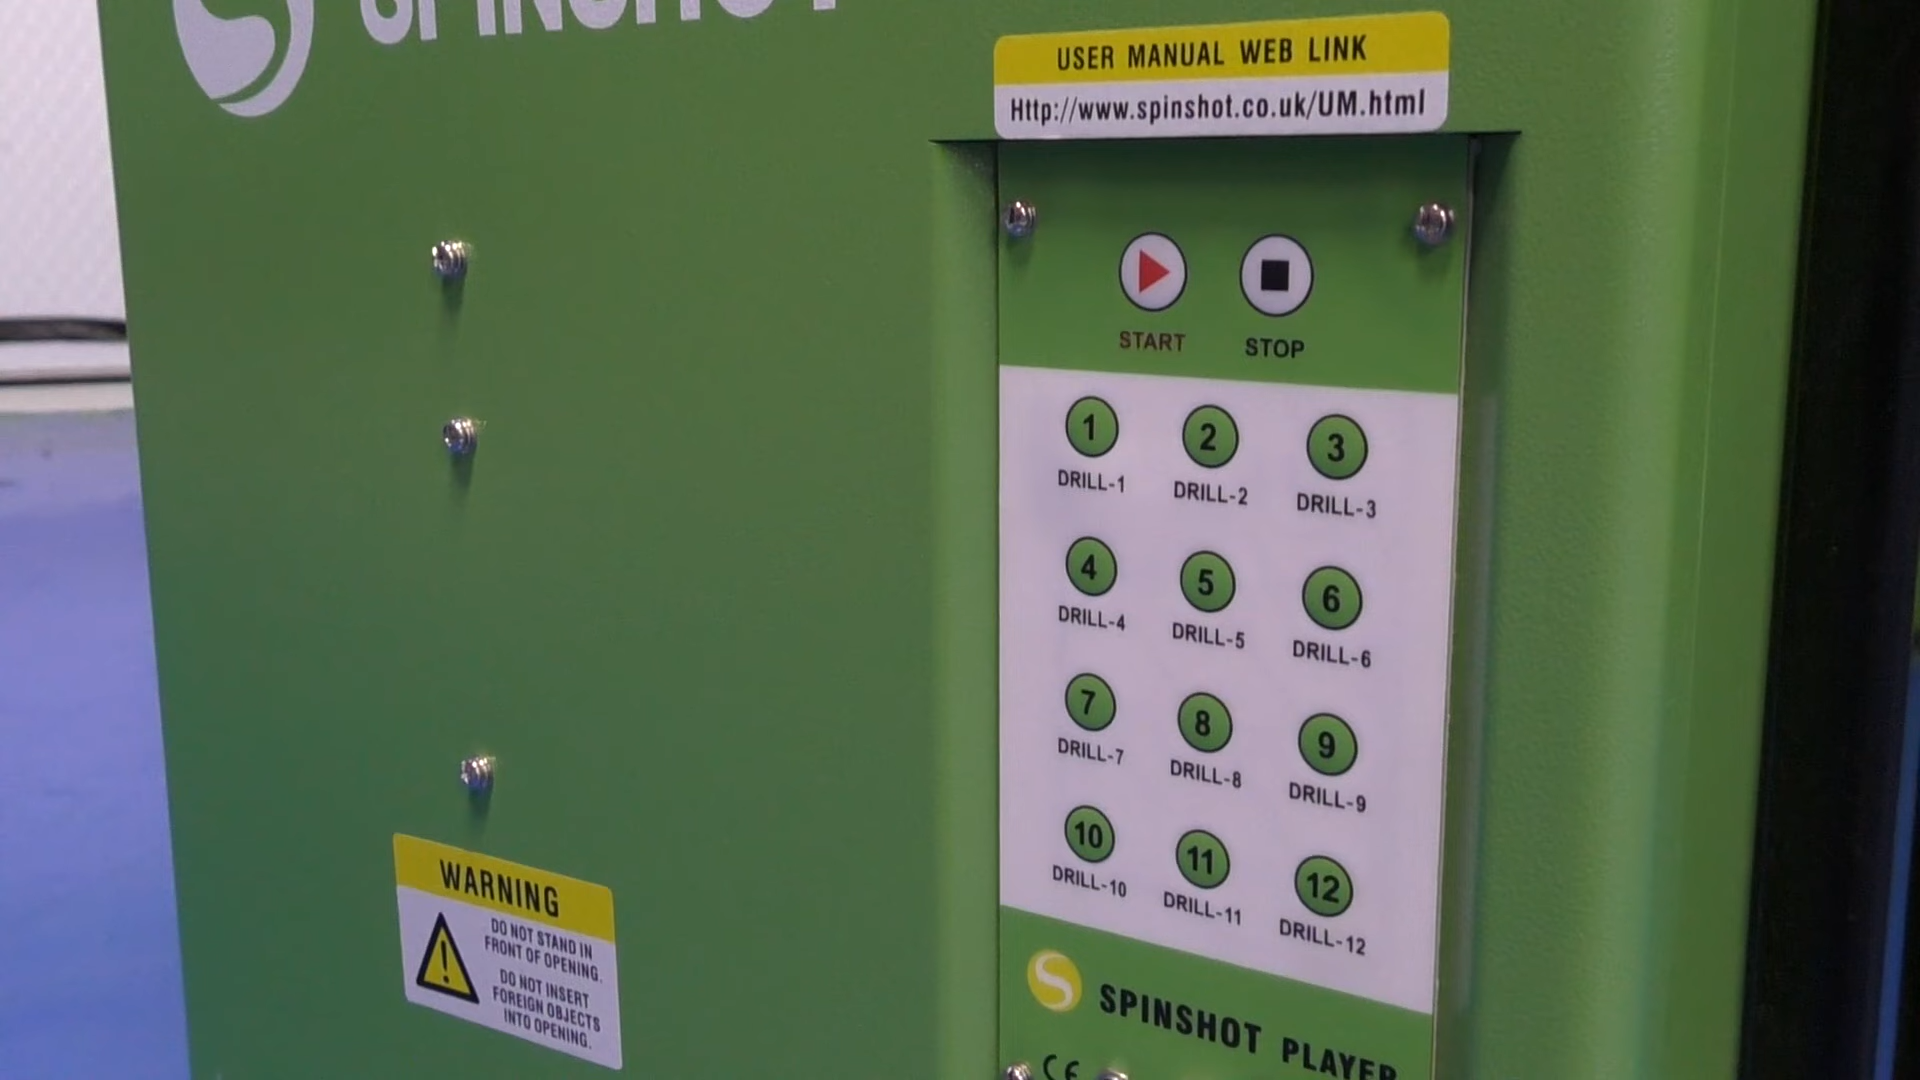 SPINSHOT
USER MANUAL WEB LINK
Http://www.spinshot.co.uk/UM.html
START STOP
1 2 3
DRILL-1 DRILL-2 DRILL-3
4 5 6
DRILL-4 DRILL-5 DRILL-6
7 8 9
DRILL-7 DRILL-8 DRILL-9
10 11 12
DRILL-10 DRILL-11 DRILL-12
SPINSHOT PLAYER
CE
WARNING
DO NOT STAND IN
FRONT OF OPENING.
DO NOT INSERT
FOREIGN OBJECTS
INTO OPENING.